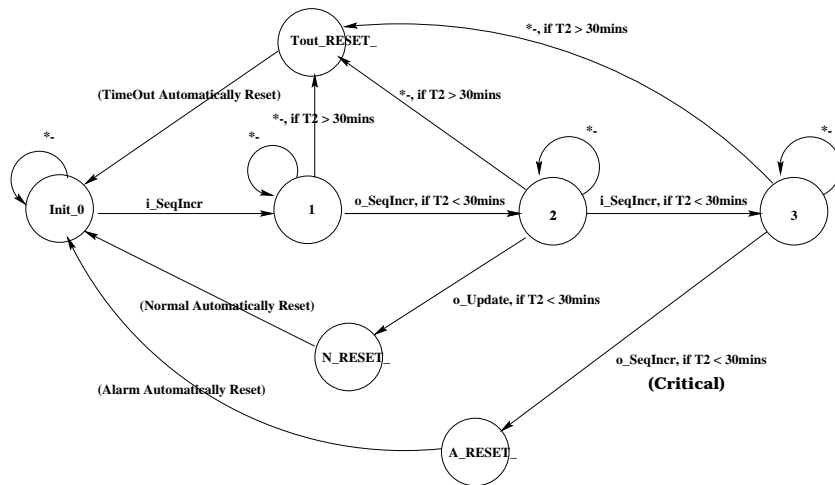 Tout_RESET_
*-, if T2 > 30mins
(TimeOut Automatically Reset)
*-, if T2 > 30mins
*-, if T2 > 30mins
*-
*-
*-
*-
Init_0
i_SeqIncr
1
o_SeqIncr, if T2 < 30mins
2
i_SeqIncr, if T2 < 30mins
3
(Normal Automatically Reset)
o_Update, if T2 < 30mins
N_RESET_
o_SeqIncr, if T2 < 30mins
(Critical)
(Alarm Automatically Reset)
A_RESET_